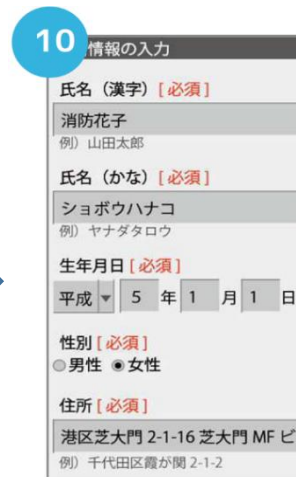 10
情報の入力
氏名（漢字）［必須］
消防花子
例）山田太郎
氏名（かな）［必須］
ショボウハナコ
例）ヤナダタロウ
生年月日［必須］
平成 5 年 1 月 1 日
性別［必須］
男性 女性
住所［必須］
港区芝大門 2-1-16 芝大門 MF ビ
例）千代田区霞が関 2-1-2